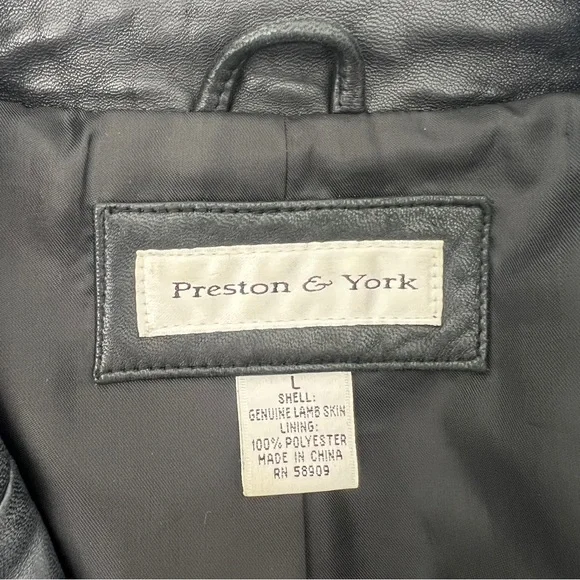 Preston & York
L
SHELL:
GENUINE LAMB SKIN
LINING:
100% POLYESTER
MADE IN CHINA
RN 58909